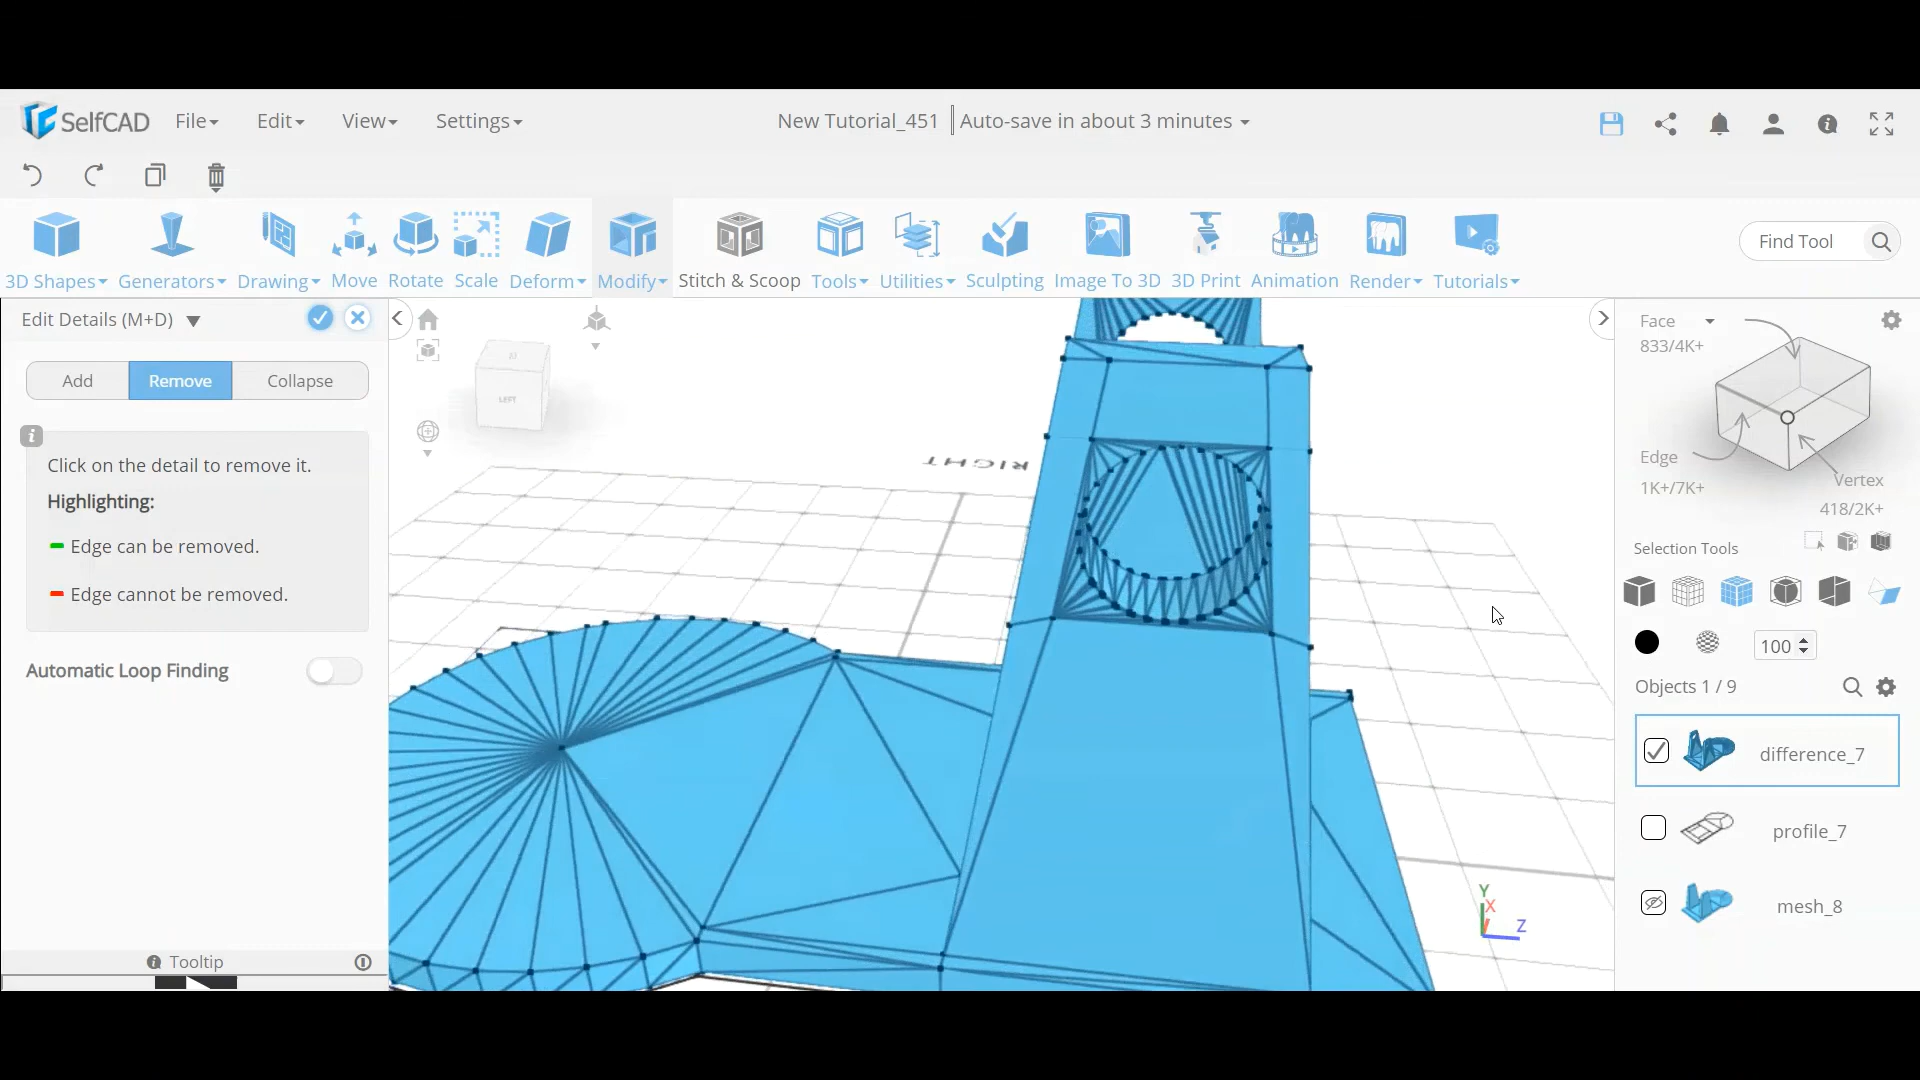 SelfCAD File Edit View Settings New Tutorial_451 Auto-save in about 3 minutes
3D Shapes Generators Drawing Move Rotate Scale Deform Modify Stitch & Scoop Tools Utilities Sculpting Image To 3D 3D Print Animation Render Tutorials Find Tool
Edit Details (M+D)
Add Remove Collapse
Click on the detail to remove it.
Highlighting:
Edge can be removed.
Edge cannot be removed.
Automatic Loop Finding
Tooltip
LEFT
RIGHT
Y
X
Z
Face
833/4K+
Edge
1K+/7K+
Vertex
418/2K+
Selection Tools
100
Objects 1 / 9
difference_7
profile_7
mesh_8